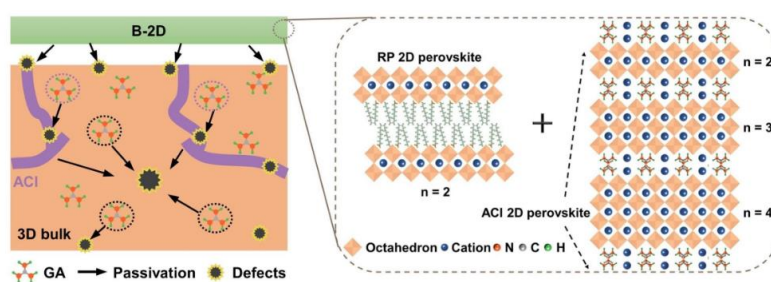 B-2D
ACI
3D bulk
GA Passivation Defects
RP 2D perovskite
n = 2
+
n = 2
n = 3
ACI 2D perovskite
n = 4
Octahedron Cation N C H